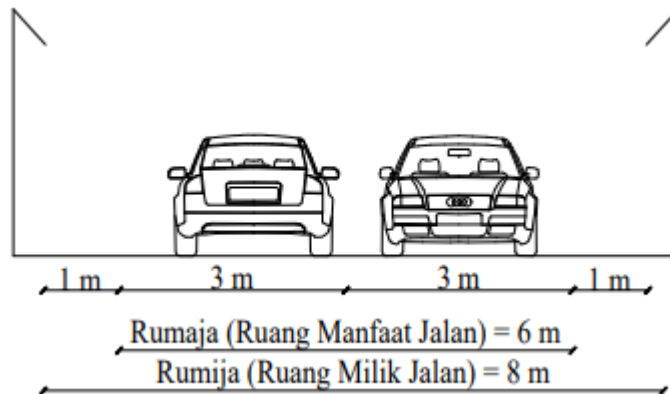 1 m 3 m 3 m 1 m
Rumaja (Ruang Manfaat Jalan) = 6 m
Rumija (Ruang Milik Jalan) = 8 m